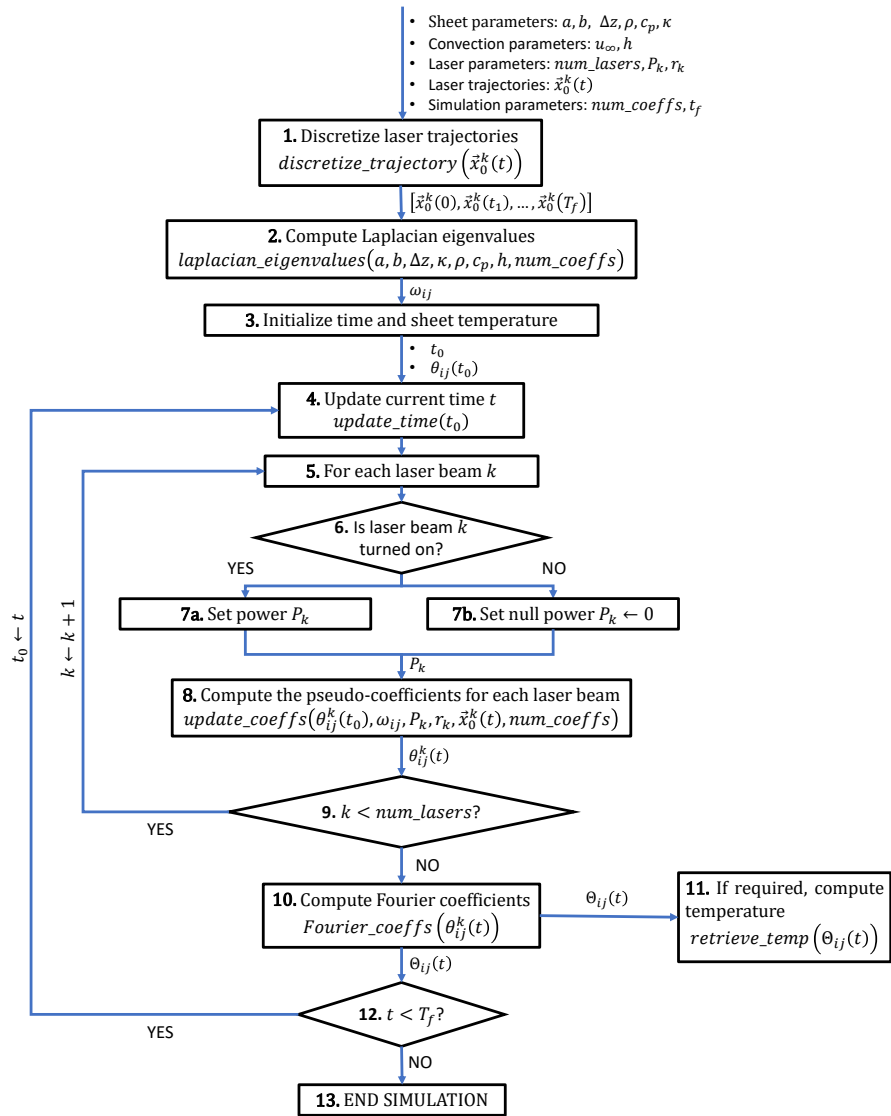 • Sheet parameters: a, b, Δz, ρ, c_p, κ
• Convection parameters: u_∞, h
• Laser parameters: num_lasers, P_k, r_k
• Laser trajectories: x⃗_0^k(t)
• Simulation parameters: num_coeffs, t_f
1. Discretize laser trajectories
discretize_trajectory(x⃗_0^k(t))
[x⃗_0^k(0), x⃗_0^k(t_1), …, x⃗_0^k(T_f)]
2. Compute Laplacian eigenvalues
laplacian_eigenvalues(a, b, Δz, κ, ρ, c_p, h, num_coeffs)
ω_ij
3. Initialize time and sheet temperature
• t_0
• θ_ij(t_0)
4. Update current time t
update_time(t_0)
5. For each laser beam k
6. Is laser beam k
turned on?
YES
NO
7a. Set power P_k
7b. Set null power P_k ← 0
t_0 ← t
k ← k + 1
P_k
8. Compute the pseudo-coefficients for each laser beam
update_coeffs(θ_ij^k(t_0), ω_ij, P_k, r_k, x⃗_0^k(t), num_coeffs)
θ_ij^k(t)
9. k < num_lasers?
YES
NO
10. Compute Fourier coefficients
Fourier_coeffs(θ_ij^k(t))
Θ_ij(t)
11. If required, compute
temperature
retrieve_temp(Θ_ij(t))
Θ_ij(t)
12. t < T_f?
YES
NO
13. END SIMULATION